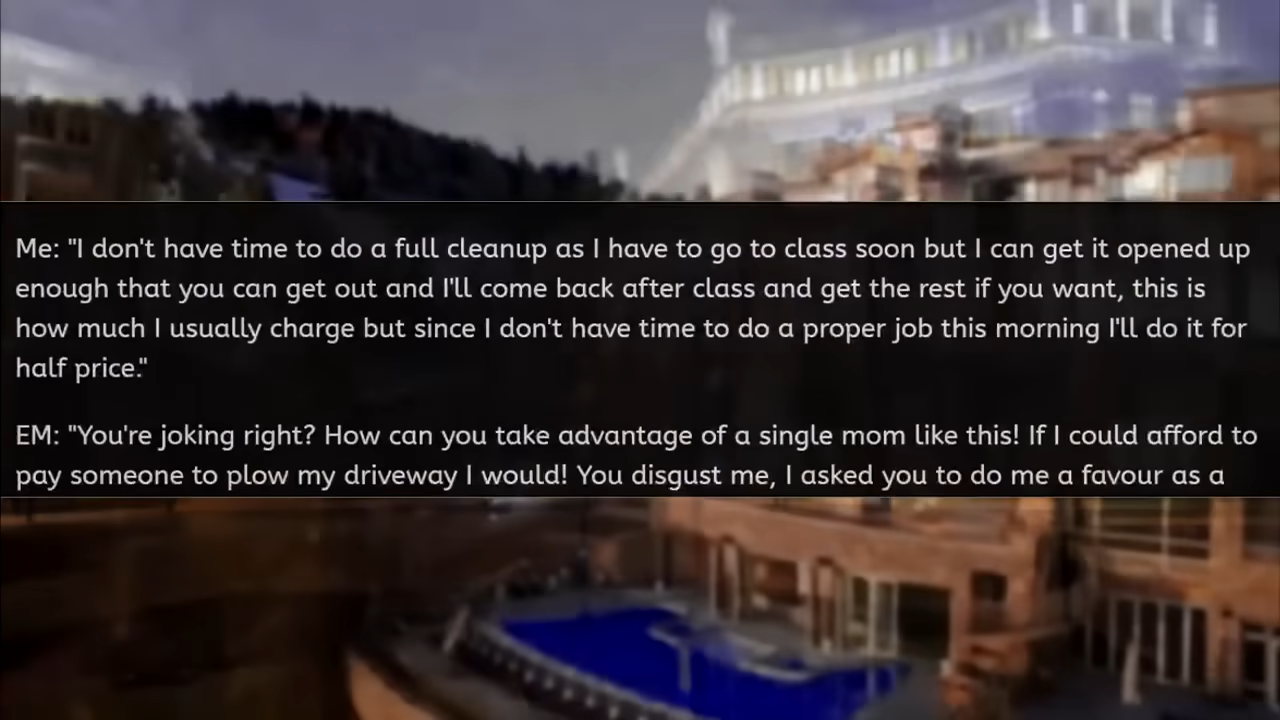 Me: "I don't have time to do a full cleanup as I have to go to class soon but I can get it opened up
enough that you can get out and I'll come back after class and get the rest if you want, this is
how much I usually charge but since I don't have time to do a proper job this morning I'll do it for
half price."
EM: "You're joking right? How can you take advantage of a single mom like this! If I could afford to
pay someone to plow my driveway I would! You disgust me, I asked you to do me a favour as a